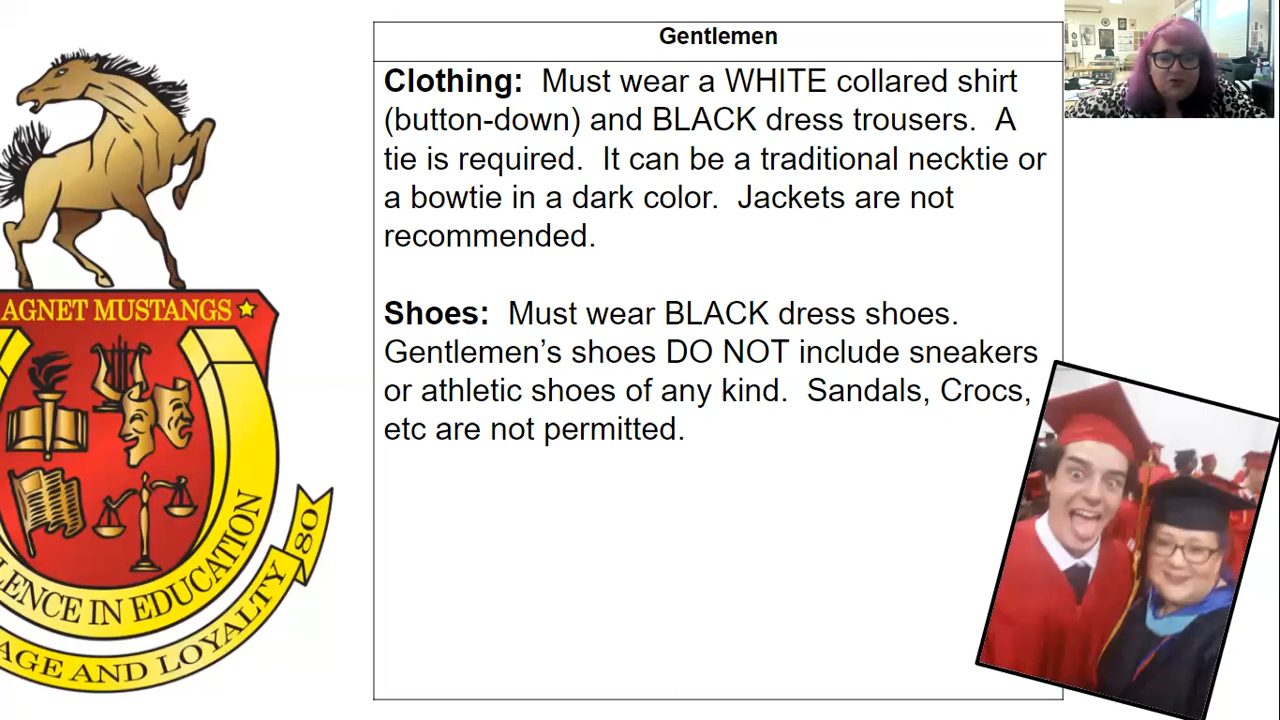 Gentlemen
Clothing: Must wear a WHITE collared shirt
(button-down) and BLACK dress trousers. A
tie is required. It can be a traditional necktie or
a bowtie in a dark color. Jackets are not
recommended.
Shoes: Must wear BLACK dress shoes.
Gentlemen's shoes DO NOT include sneakers
or athletic shoes of any kind. Sandals, Crocs,
etc are not permitted.
AGNET MUSTANGS
LENCE IN EDUCATION
AGE AND LOYALTY
80